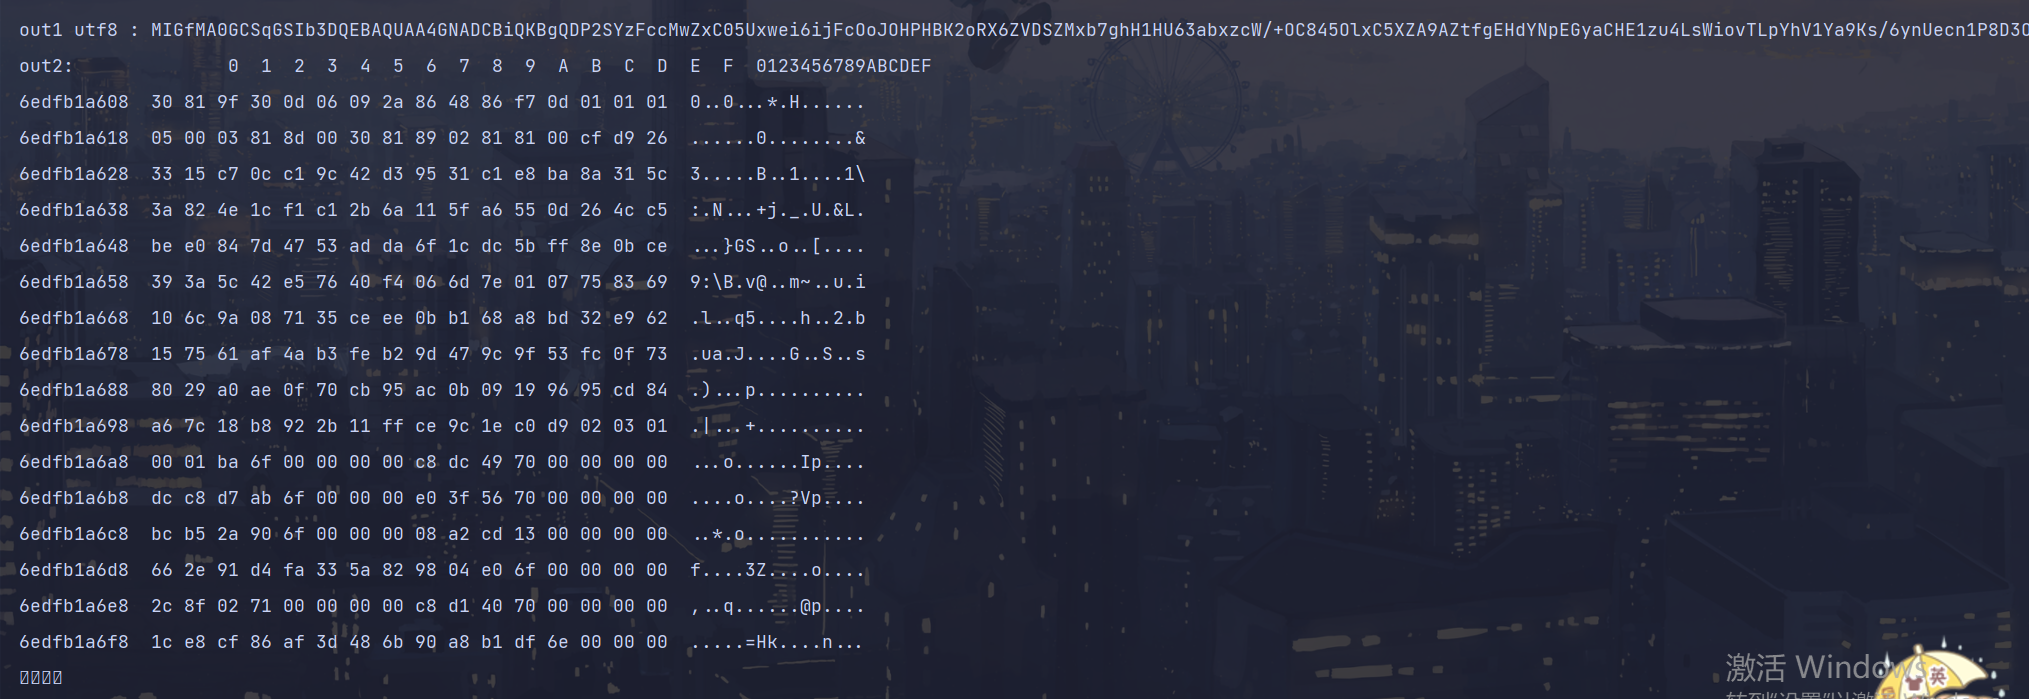 out1 utf8 : MIGfMA0GCSqGSIb3DQEBAQUAA4GNADCBiQKBgQDP2SYzFccMwZxC05Uxwei6ijFcOoJOHPHBK2oRX6ZVDSZMxb7ghH1HU63abxzcW/+OC845OlxC5XZA9AZtfgEHdYNpEGyaCHE1zu4LsWiovTLpYhV1Ya9Ks/6ynUecn1P8D3O
out2:              0  1  2  3  4  5  6  7  8  9  A  B  C  D  E  F  0123456789ABCDEF
6edfb1a608  30 81 9f 30 0d 06 09 2a 86 48 86 f7 0d 01 01 01  0..0...*.H......
6edfb1a618  05 00 03 81 8d 00 30 81 89 02 81 81 00 cf d9 26  ......0........&
6edfb1a628  33 15 c7 0c c1 9c 42 d3 95 31 c1 e8 ba 8a 31 5c  3.....B..1....1\
6edfb1a638  3a 82 4e 1c f1 c1 2b 6a 11 5f a6 55 0d 26 4c c5  :.N...+j._.U.&L.
6edfb1a648  be e0 84 7d 47 53 ad da 6f 1c dc 5b ff 8e 0b ce  ...}GS..o..[....
6edfb1a658  39 3a 5c 42 e5 76 40 f4 06 6d 7e 01 07 75 83 69  9:\B.v@..m~..u.i
6edfb1a668  10 6c 9a 08 71 35 ce ee 0b b1 68 a8 bd 32 e9 62  .l..q5....h..2.b
6edfb1a678  15 75 61 af 4a b3 fe b2 9d 47 9c 9f 53 fc 0f 73  .ua.J....G..S..s
6edfb1a688  80 29 a0 ae 0f 70 cb 95 ac 0b 09 19 96 95 cd 84  .)...p..........
6edfb1a698  a6 7c 18 b8 92 2b 11 ff ce 9c 1e c0 d9 02 03 01  .|...+..........
6edfb1a6a8  00 01 ba 6f 00 00 00 00 c8 dc 49 70 00 00 00 00  ...o......Ip....
6edfb1a6b8  dc c8 d7 ab 6f 00 00 00 e0 3f 56 70 00 00 00 00  ....o....?Vp....
6edfb1a6c8  bc b5 2a 90 6f 00 00 00 08 a2 cd 13 00 00 00 00  ..*.o...........
6edfb1a6d8  66 2e 91 d4 fa 33 5a 82 98 04 e0 6f 00 00 00 00  f....3Z....o....
6edfb1a6e8  2c 8f 02 71 00 00 00 00 c8 d1 40 70 00 00 00 00  ,..q......@p....
6edfb1a6f8  1c e8 cf 86 af 3d 48 6b 90 a8 b1 df 6e 00 00 00  .....=Hk....n...
激活 Windows
英